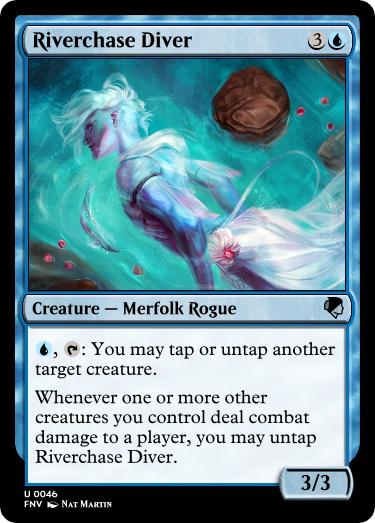 Riverchase Diver 3
Creature — Merfolk Rogue
, : You may tap or untap another
target creature.
Whenever one or more other
creatures you control deal combat
damage to a player, you may untap
Riverchase Diver.
3/3
U 0046
FNV Nat Martin